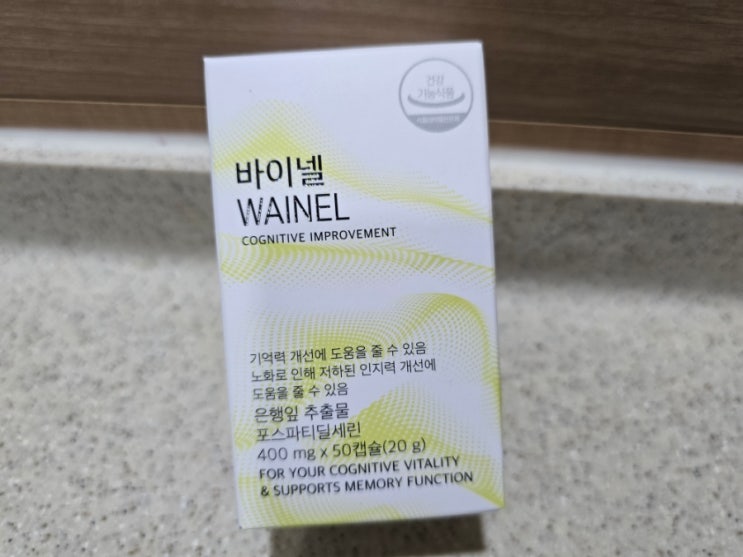 건강
기능식품
바이넬
WAINEL
COGNITIVE IMPROVEMENT
기억력 개선에 도움을 줄 수 있음
노화로 인해 저하된 인지력 개선에
도움을 줄 수 있음
은행잎 추출물
포스파티딜세린
400 mg x 50캡슐(20 g)
FOR YOUR COGNITIVE VITALITY
& SUPPORTS MEMORY FUNCTION